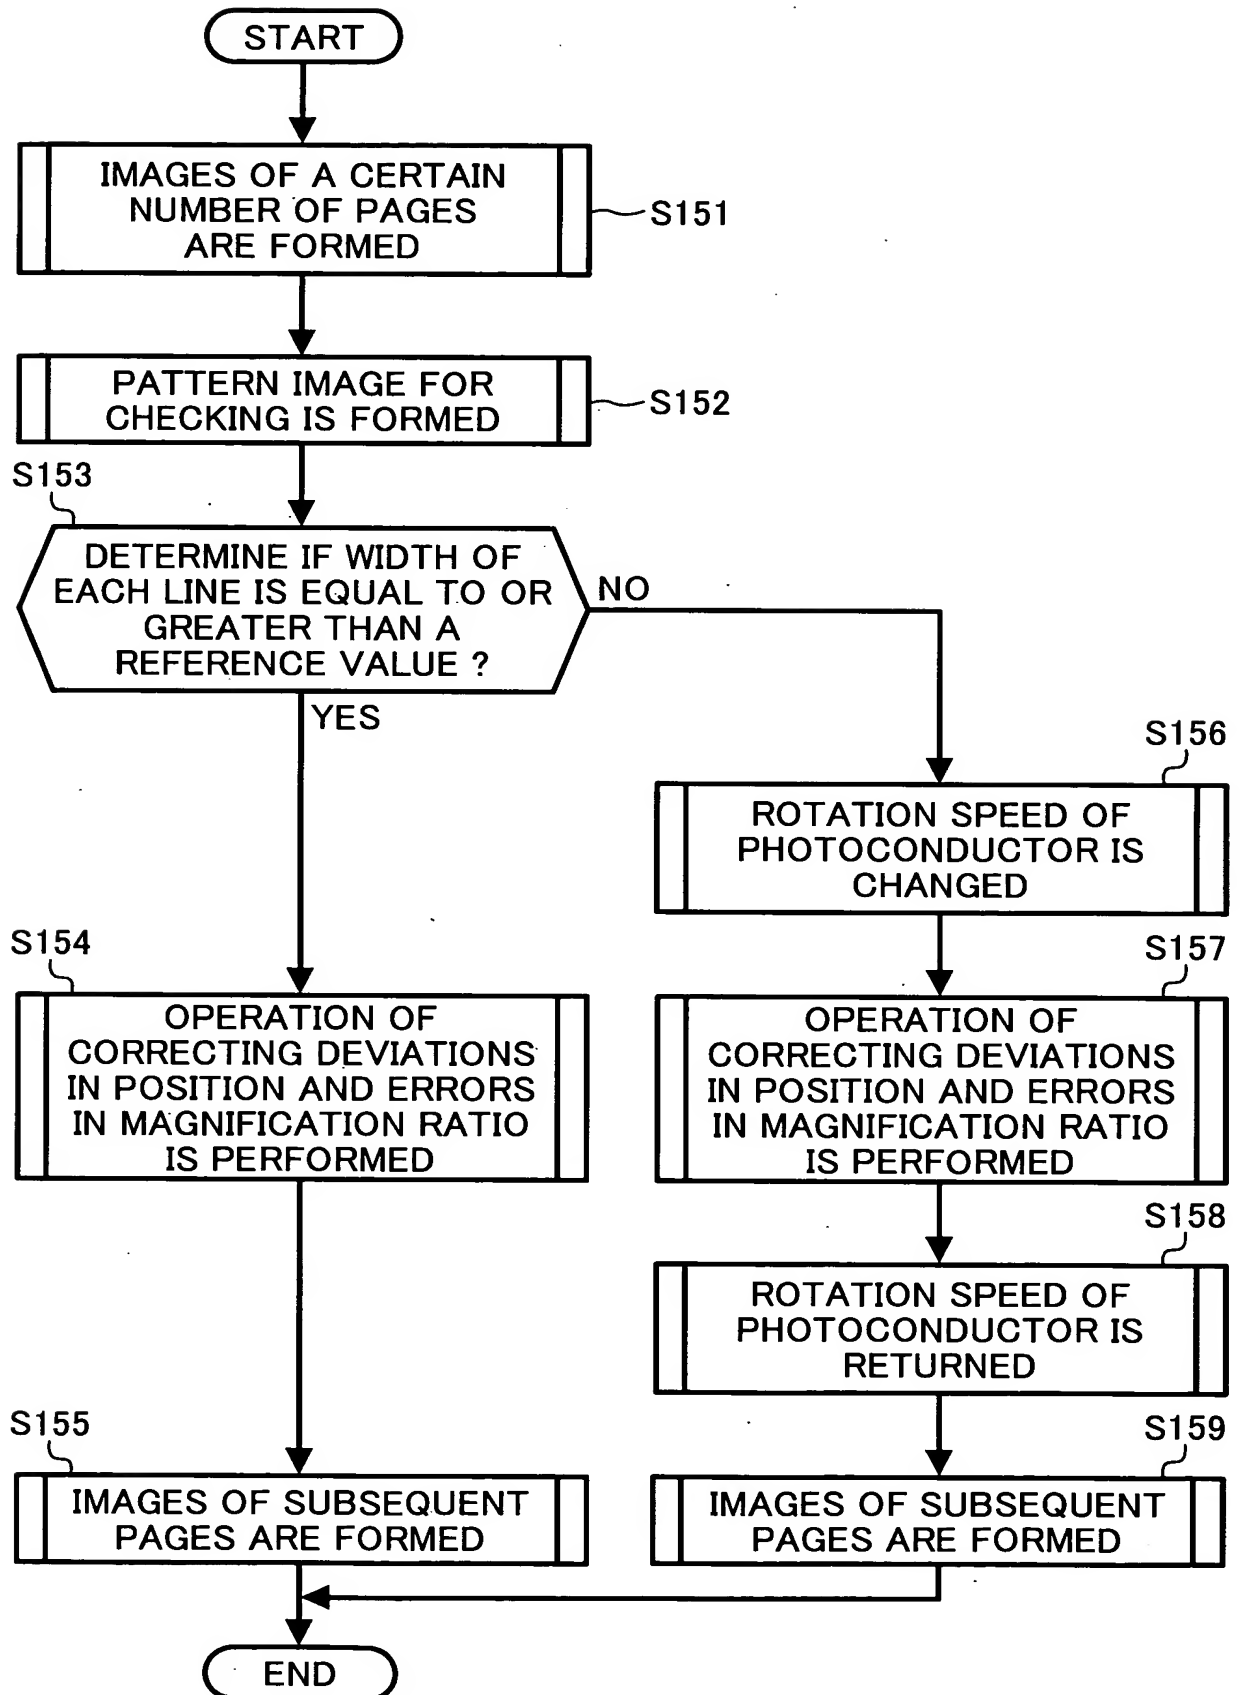 START
IMAGES OF A CERTAIN
NUMBER OF PAGES
ARE FORMED
S151
PATTERN IMAGE FOR
CHECKING IS FORMED
S152
S153
DETERMINE IF WIDTH OF
EACH LINE IS EQUAL TO OR
GREATER THAN A
REFERENCE VALUE ?
NO
YES
S156
ROTATION SPEED OF
PHOTOCONDUCTOR IS
CHANGED
S154
OPERATION OF
CORRECTING DEVIATIONS
IN POSITION AND ERRORS
IN MAGNIFICATION RATIO
IS PERFORMED
S157
OPERATION OF
CORRECTING DEVIATIONS
IN POSITION AND ERRORS
IN MAGNIFICATION RATIO
IS PERFORMED
S158
ROTATION SPEED OF
PHOTOCONDUCTOR IS
RETURNED
S155
IMAGES OF SUBSEQUENT
PAGES ARE FORMED
S159
IMAGES OF SUBSEQUENT
PAGES ARE FORMED
END